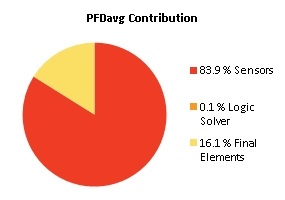 PFDavg Contribution
83.9 % Sensors
0.1 % Logic
Solver
16.1 % Final
Elements